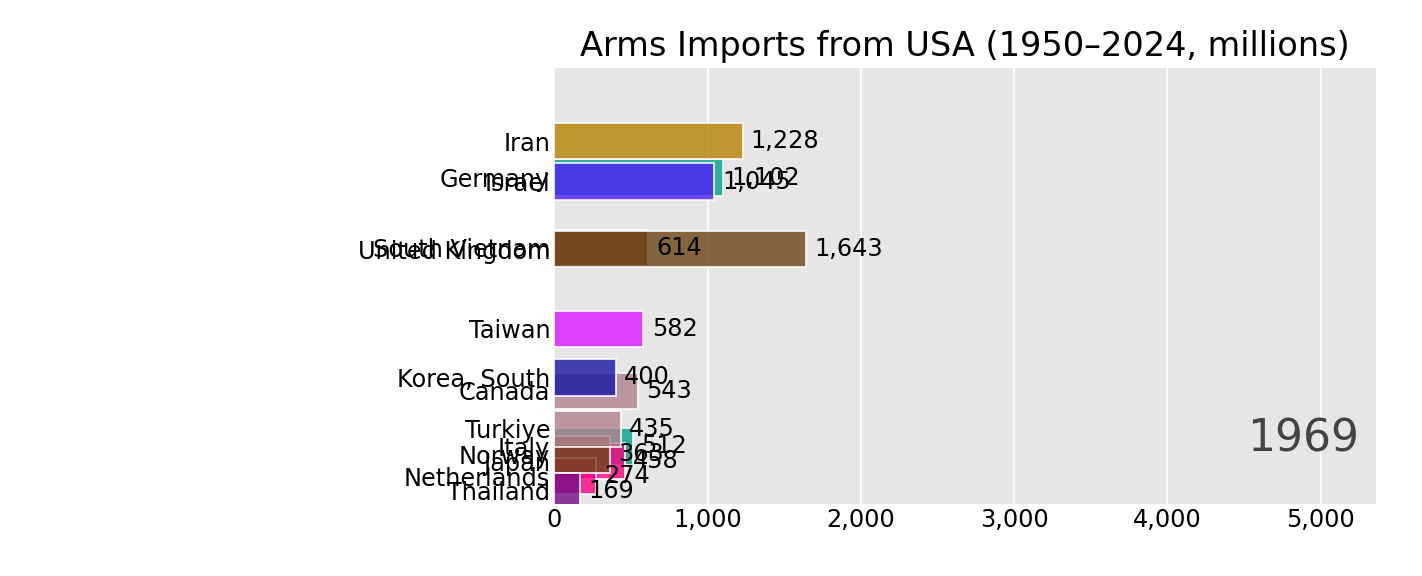 Arms Imports from USA (1950–2024, millions)
Iran 1,228
Germany 1,102
Israel 1,045
South Vietnam 614
United Kingdom 1,643
Taiwan 582
Korea, South 400
Canada 543
Turkiye 435
Italy 512
Norway 363
Japan 458
Netherlands 274
Thailand 169
1969
0 1,000 2,000 3,000 4,000 5,000